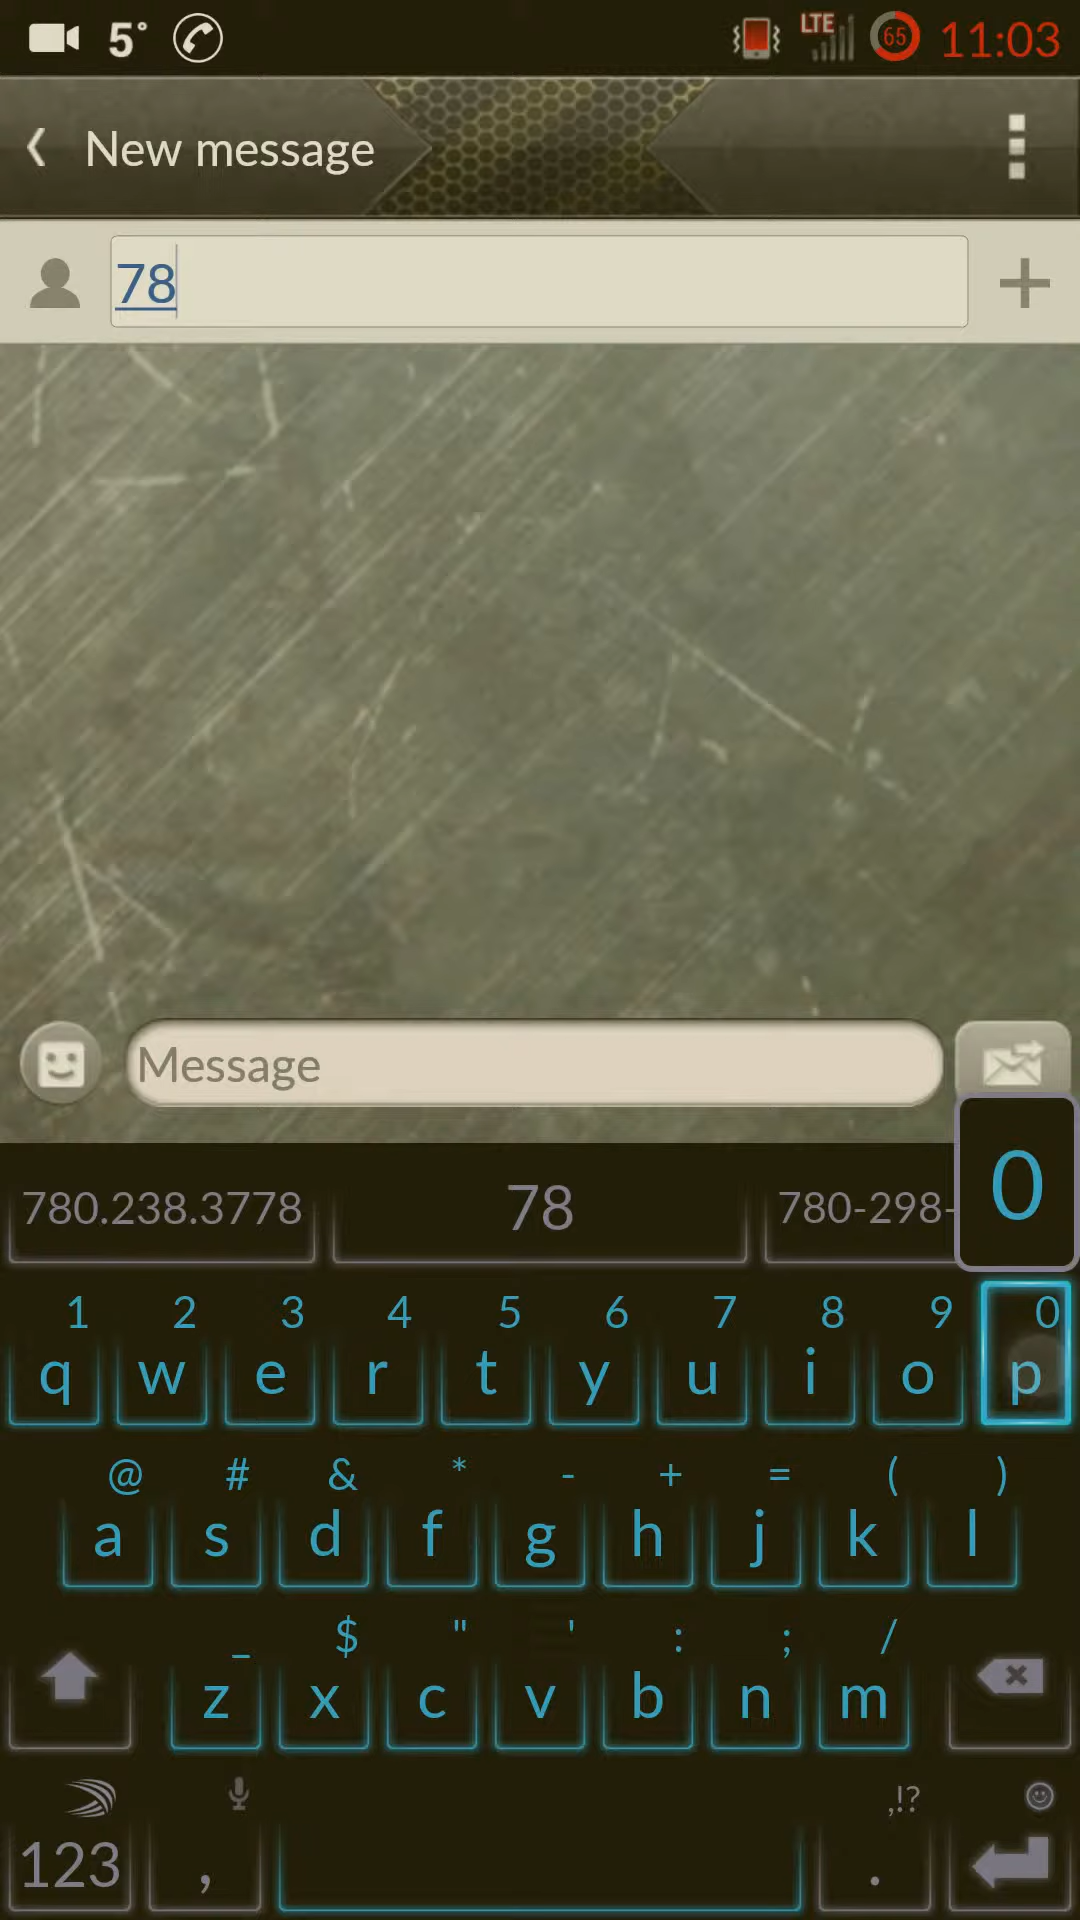 5° LTE 65 11:03
New message
78
Message
780.238.3778 78 780-298- 0
1 2 3 4 5 6 7 8 9 0
q w e r t y u i o p
@ # & * - + = ( )
a s d f g h j k l
_ $ " ' : ; /
z x c v b n m
,!?
123 , .